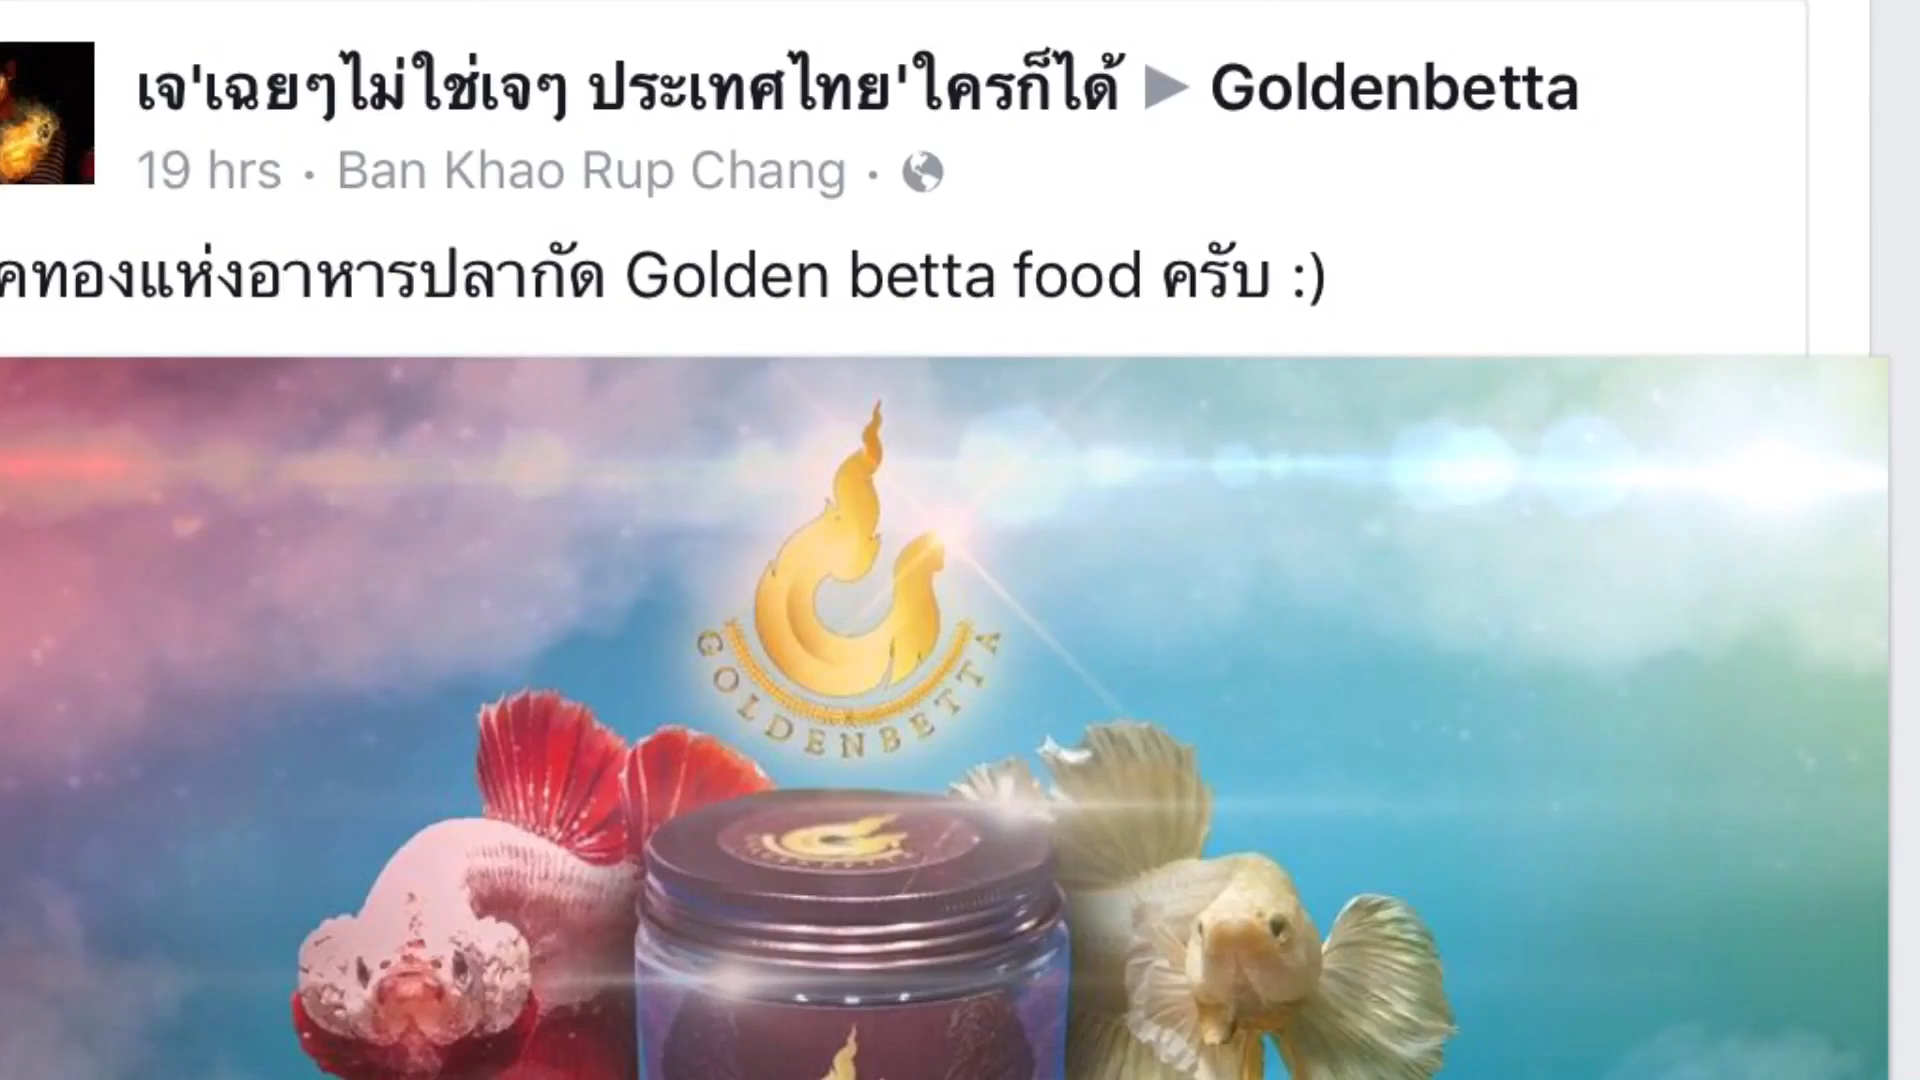 เจ'เฉยๆไม่ใช่เจๆ ประเทศไทย'ใครก็ได้ ▶ Goldenbetta
19 hrs · Ban Khao Rup Chang ·
คทองแห่งอาหารปลากัด Golden betta food ครับ :)
GOLDENBETTA